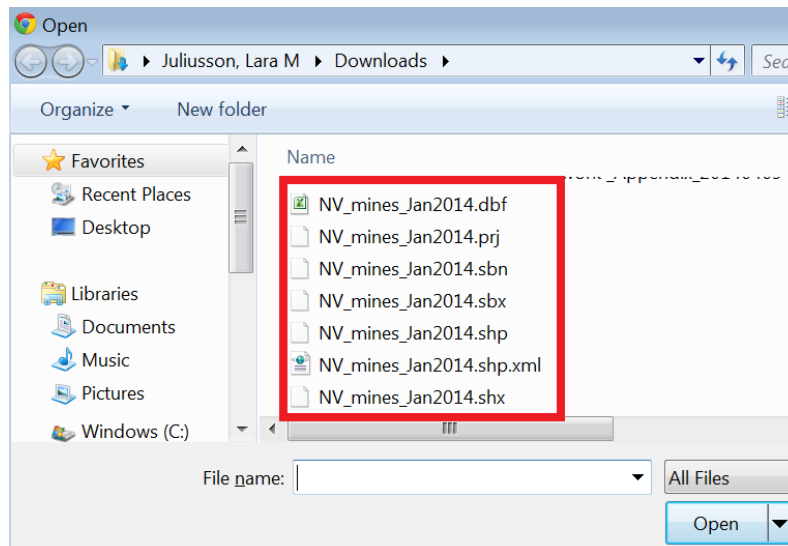 Open
Juliusson, Lara M Downloads
Organize New folder
Favorites
Recent Places
Desktop
Libraries
Documents
Music
Pictures
Windows (C:)
Name
NV_mines_Jan2014.dbf
NV_mines_Jan2014.prj
NV_mines_Jan2014.sbn
NV_mines_Jan2014.sbx
NV_mines_Jan2014.shp
NV_mines_Jan2014.shp.xml
NV_mines_Jan2014.shx
File name: All Files
Open